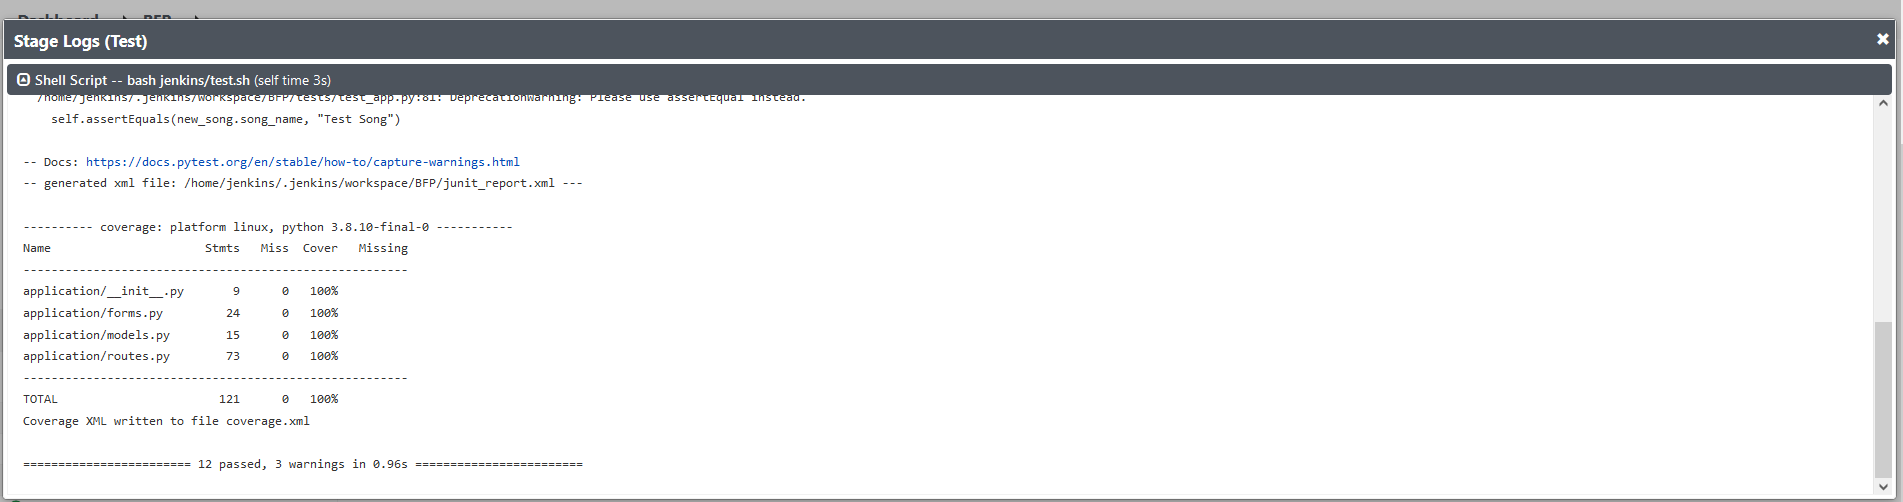 Dashboard BFP
Stage Logs (Test)
Shell Script -- bash jenkins/test.sh (self time 3s)
/home/jenkins/.jenkins/workspace/BFP/tests/test_app.py:81: DeprecationWarning: Please use assertEqual instead.
self.assertEquals(new_song.song_name, "Test Song")
-- Docs: https://docs.pytest.org/en/stable/how-to/capture-warnings.html
-- generated xml file: /home/jenkins/.jenkins/workspace/BFP/junit_report.xml ---
---------- coverage: platform linux, python 3.8.10-final-0 -----------
Name Stmts Miss Cover Missing
-------------------------------------------------------
application/__init__.py 9 0 100%
application/forms.py 24 0 100%
application/models.py 15 0 100%
application/routes.py 73 0 100%
-------------------------------------------------------
TOTAL 121 0 100%
Coverage XML written to file coverage.xml
======================== 12 passed, 3 warnings in 0.96s ========================